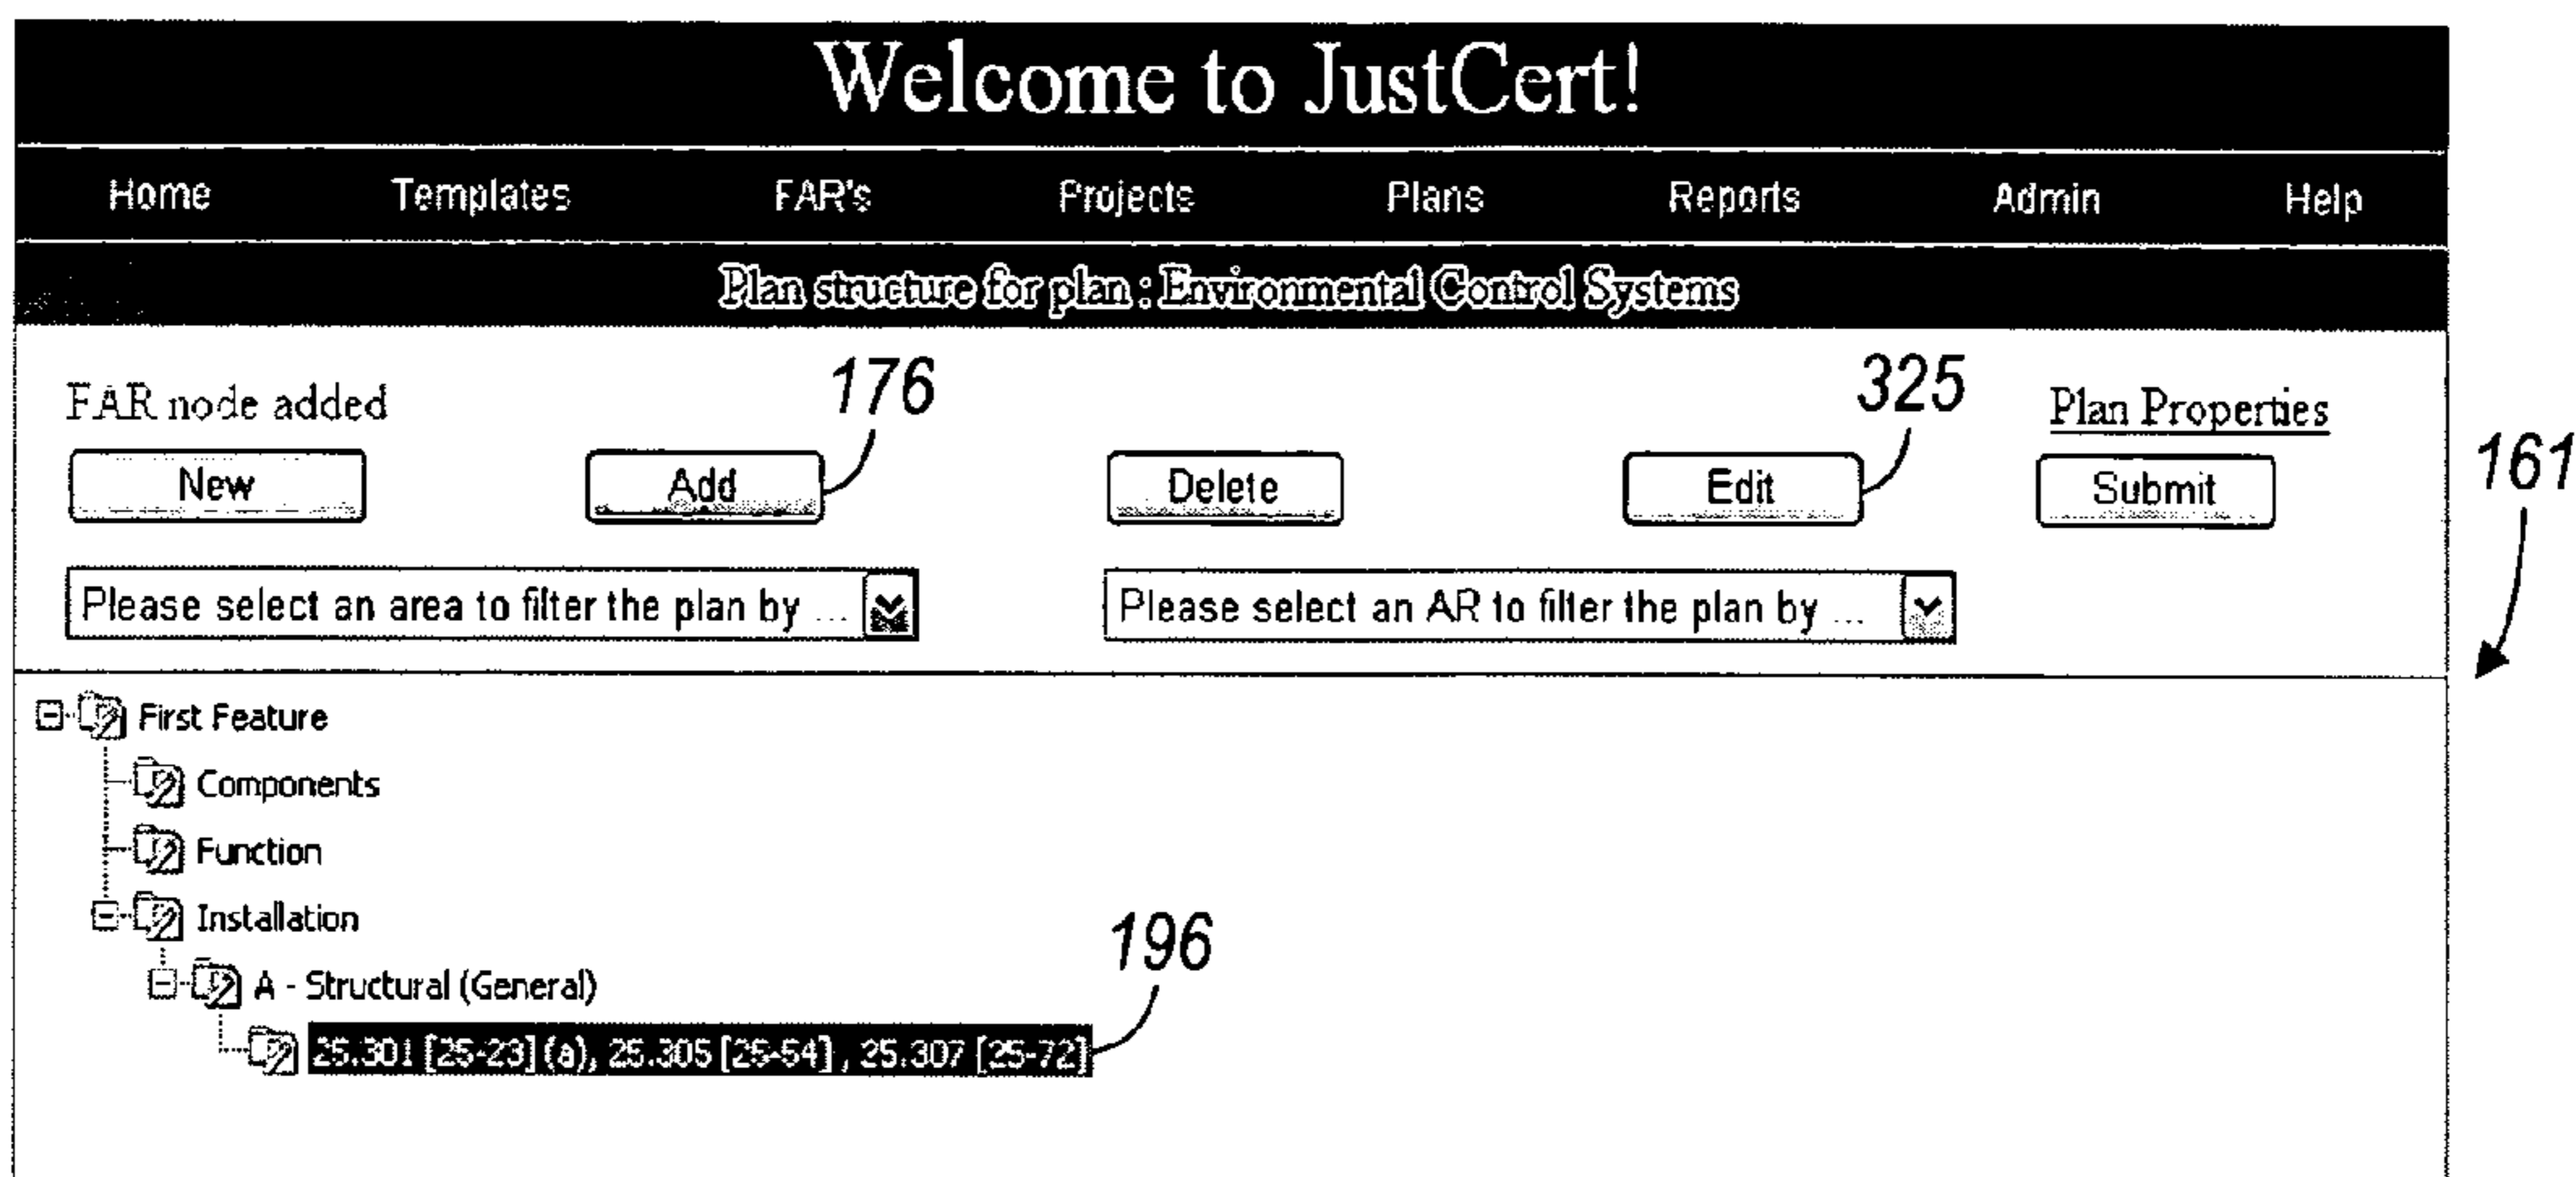 Welcome to JustCert!
Home Templates FAR's Projects Plans Reports Admin Help
Plan structure for plan : Environmental Control Systems
176 325
FAR node added Plan Properties
161
New Add Delete Edit Submit
Please select an area to filter the plan by ... Please select an AR to filter the plan by ...
First Feature
Components
Function
Installation
196
A - Structural (General)
25.301 [25-23] (a), 25.305 [25-54] , 25.307 [25-72]